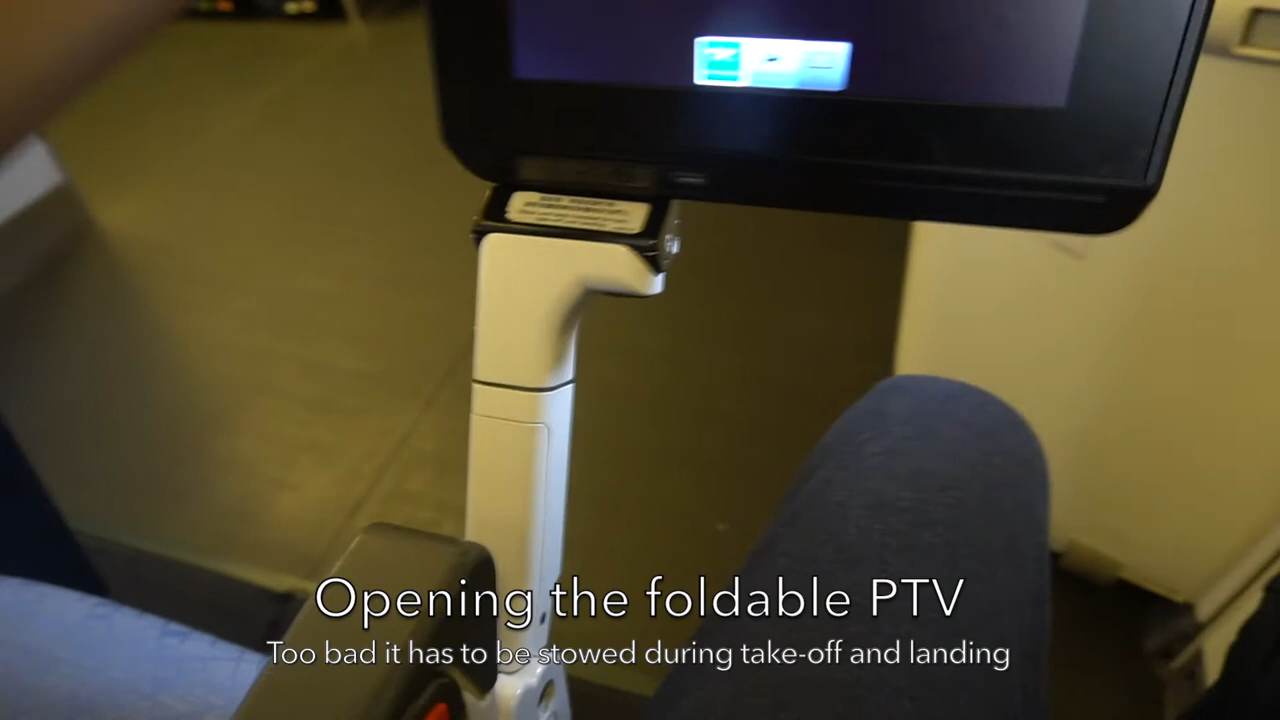 Opening the foldable PTV
Too bad it has to be stowed during take-off and landing